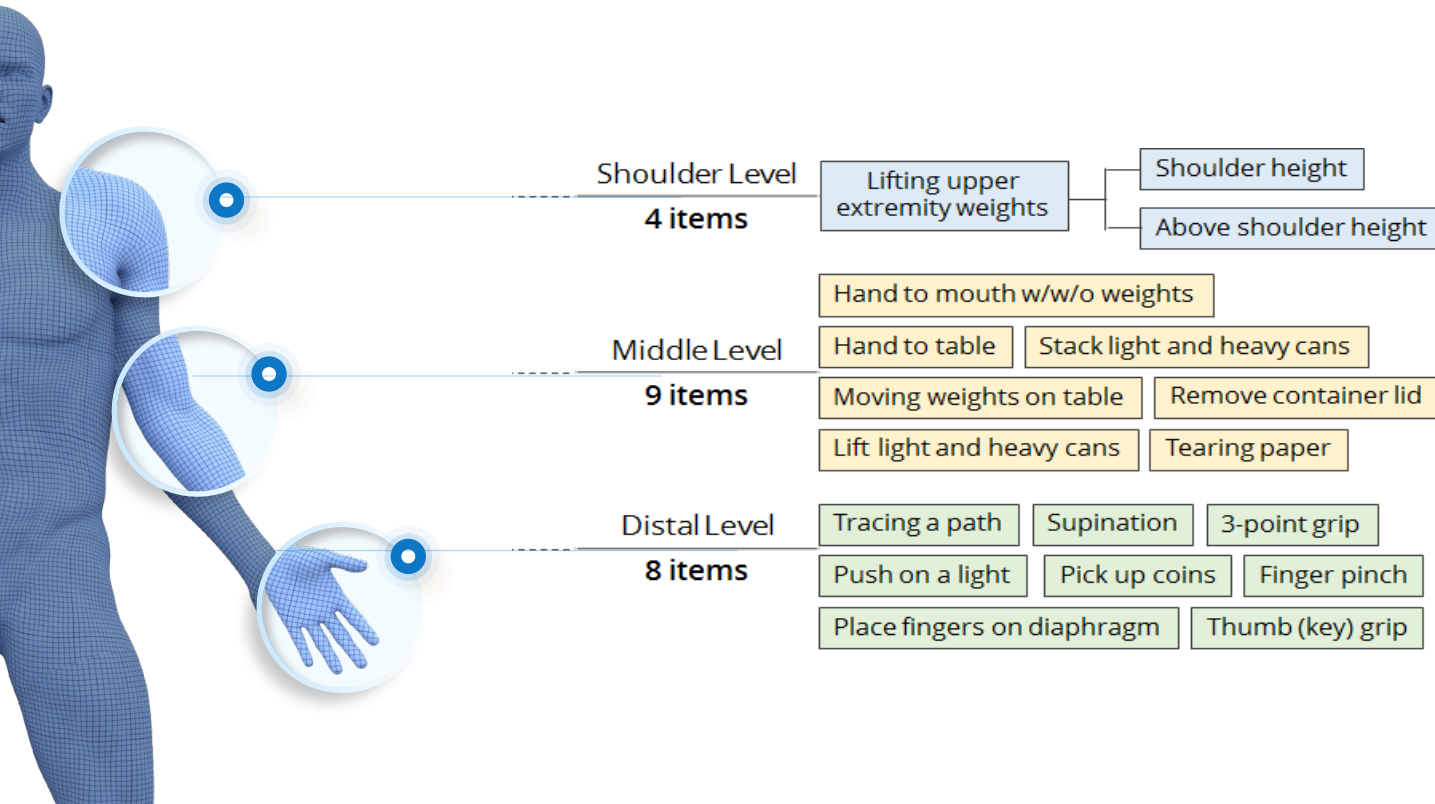 Shoulder Level
4 items
Lifting upper
extremity weights
Shoulder height
Above shoulder height
Middle Level
9 items
Hand to mouth w/w/o weights
Hand to table
Stack light and heavy cans
Moving weights on table
Remove container lid
Lift light and heavy cans
Tearing paper
Distal Level
8 items
Tracing a path
Supination
3-point grip
Push on a light
Pick up coins
Finger pinch
Place fingers on diaphragm
Thumb (key) grip